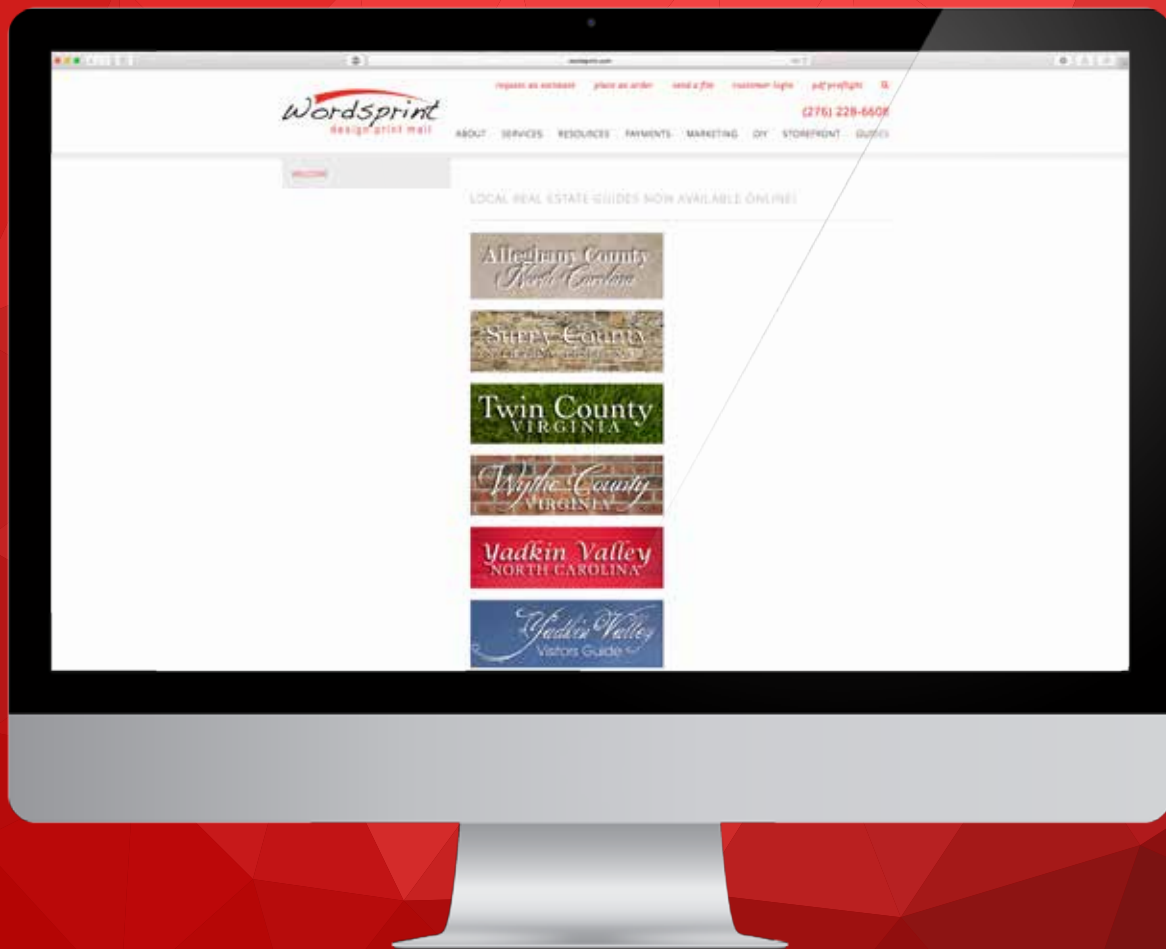 wordsprint.com
request an estimate place an order send a file customer login pdf preflight
Wordsprint
design print mail
(276) 228-6608
ABOUT SERVICES RESOURCES PAYMENTS MARKETING DIY STOREFRONT GUIDES
WELCOME
LOCAL REAL ESTATE GUIDES NOW AVAILABLE ONLINE!
Alleghany County
North Carolina
Surry County
Twin County
VIRGINIA
Wythe County
VIRGINIA
Yadkin Valley
NORTH CAROLINA
Yadkin Valley
Visitors Guide